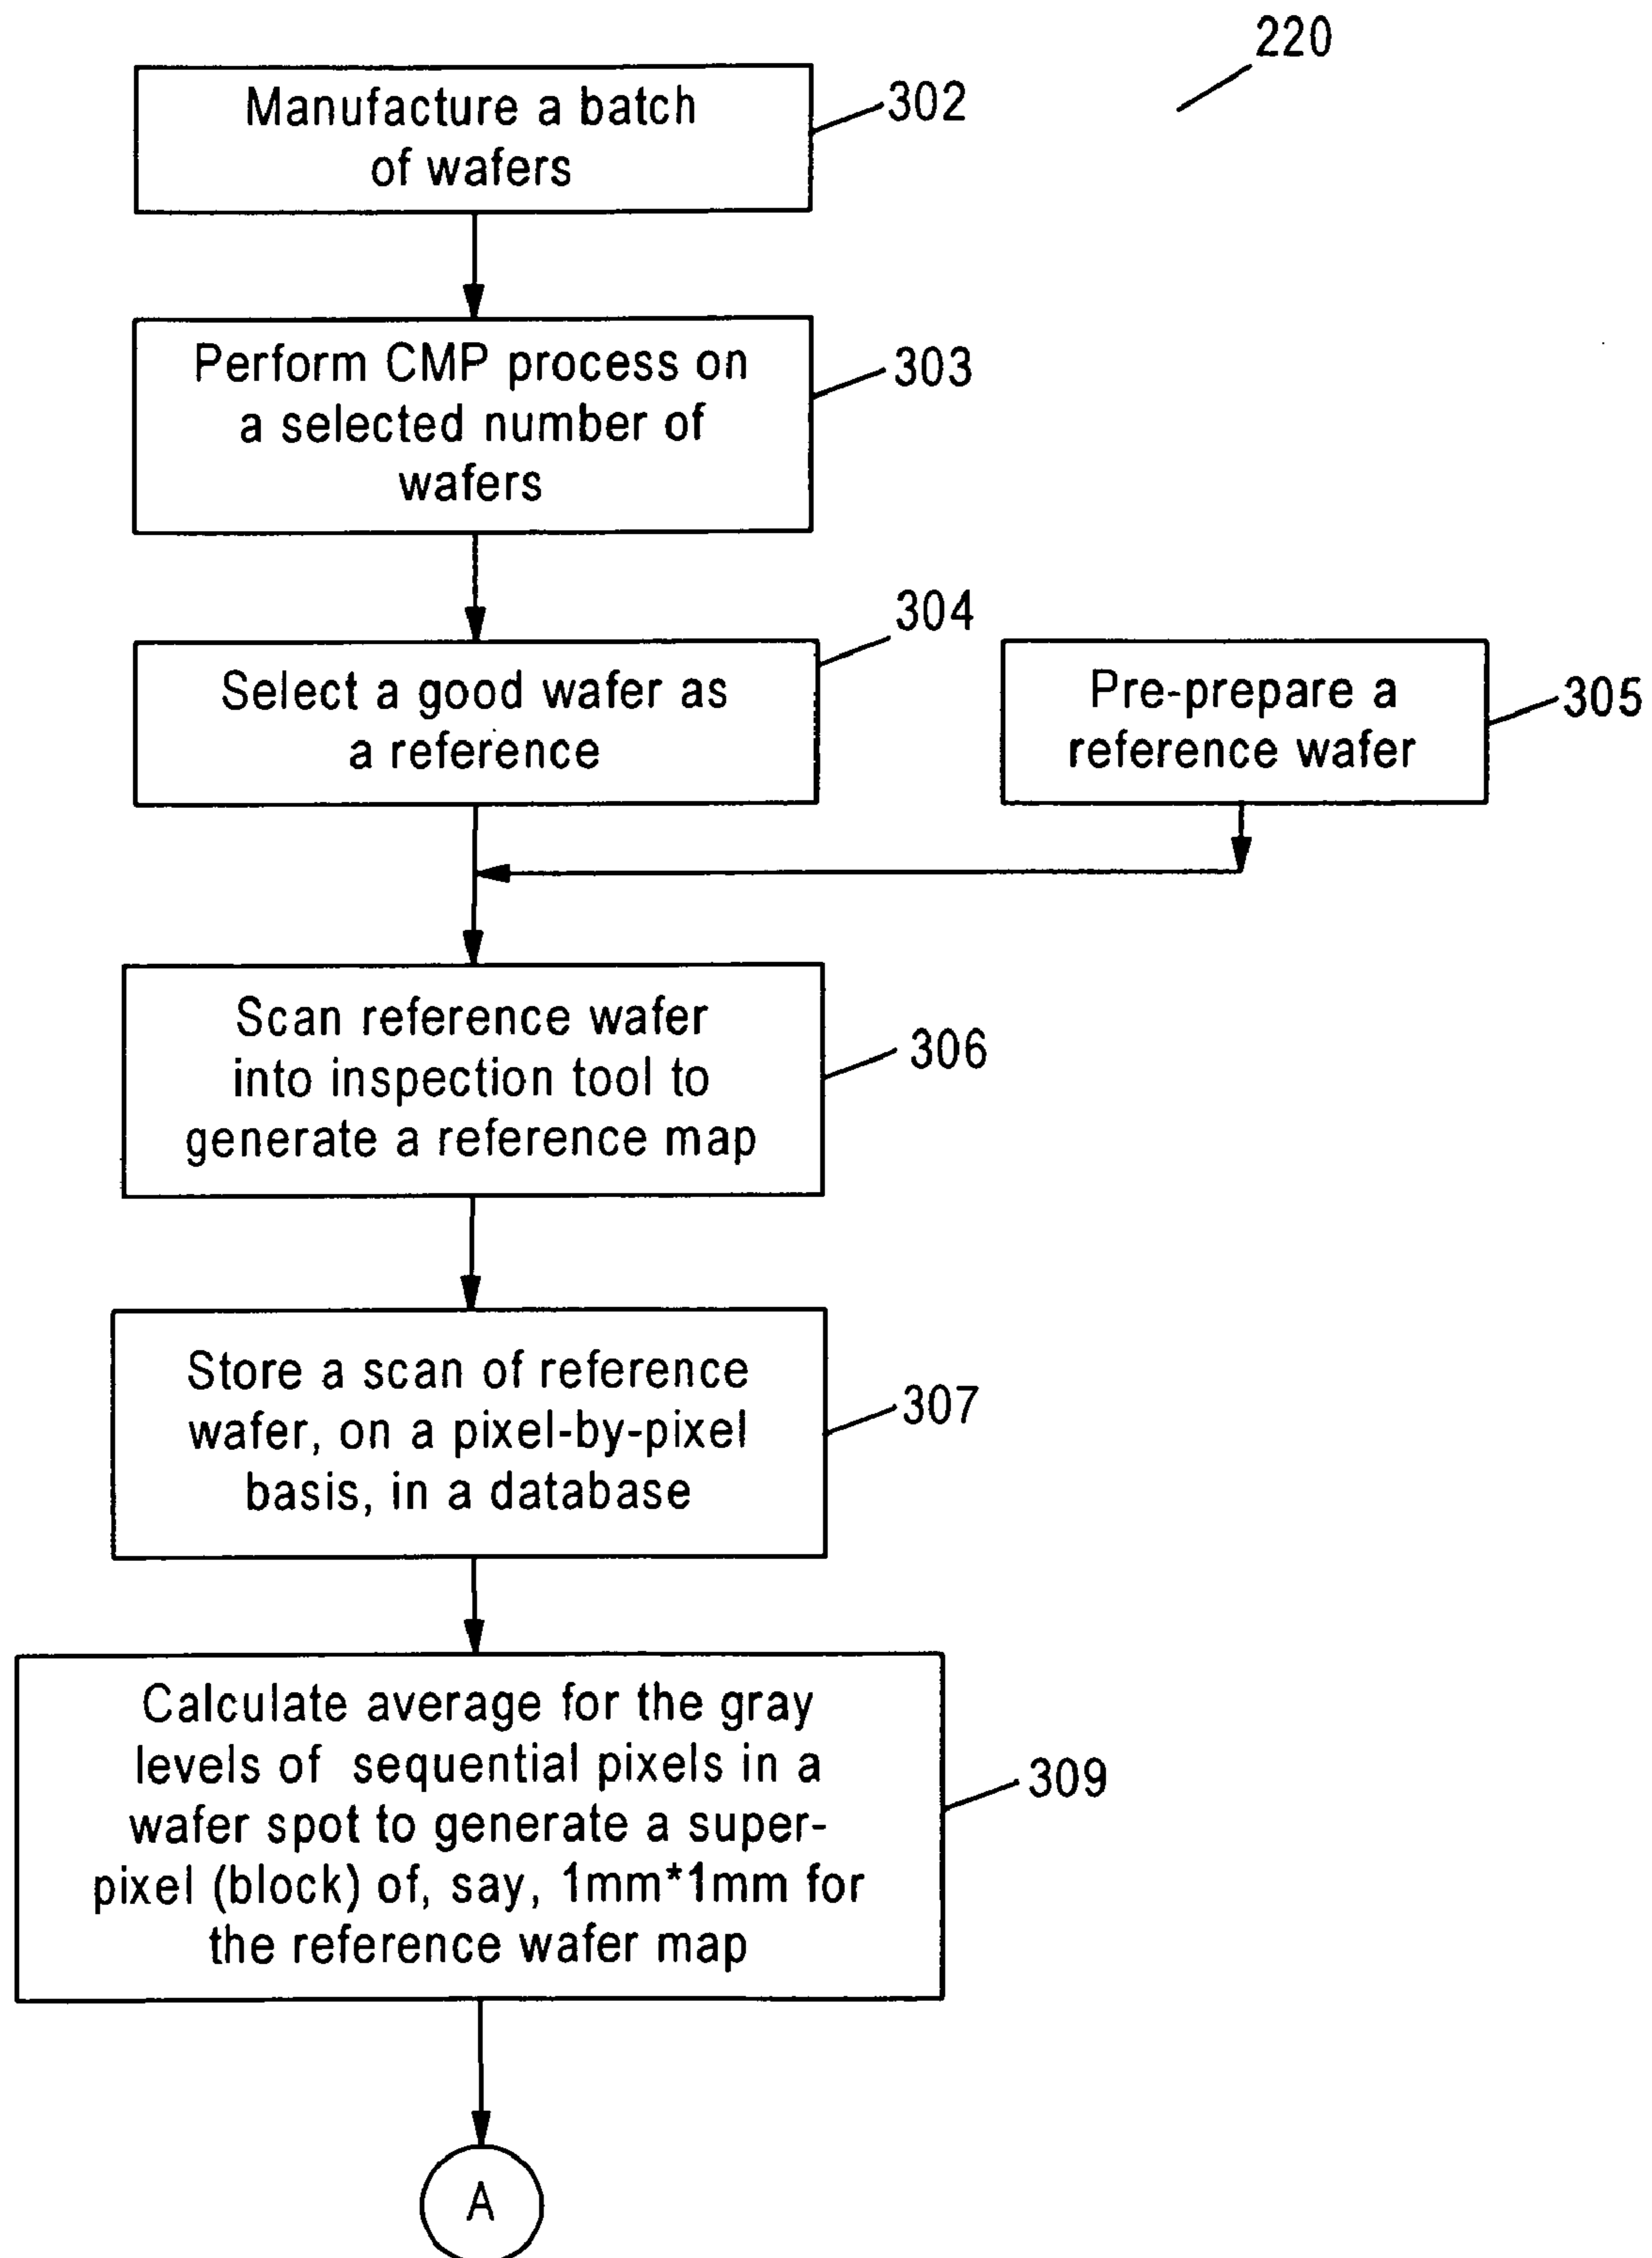 220
Manufacture a batch
of wafers
302
Perform CMP process on
a selected number of
wafers
303
304
Select a good wafer as
a reference
Pre-prepare a
reference wafer
305
Scan reference wafer
into inspection tool to
generate a reference map
306
Store a scan of reference
wafer, on a pixel-by-pixel
basis, in a database
307
Calculate average for the gray
levels of sequential pixels in a
wafer spot to generate a super-
pixel (block) of, say, 1mm*1mm for
the reference wafer map
309
A